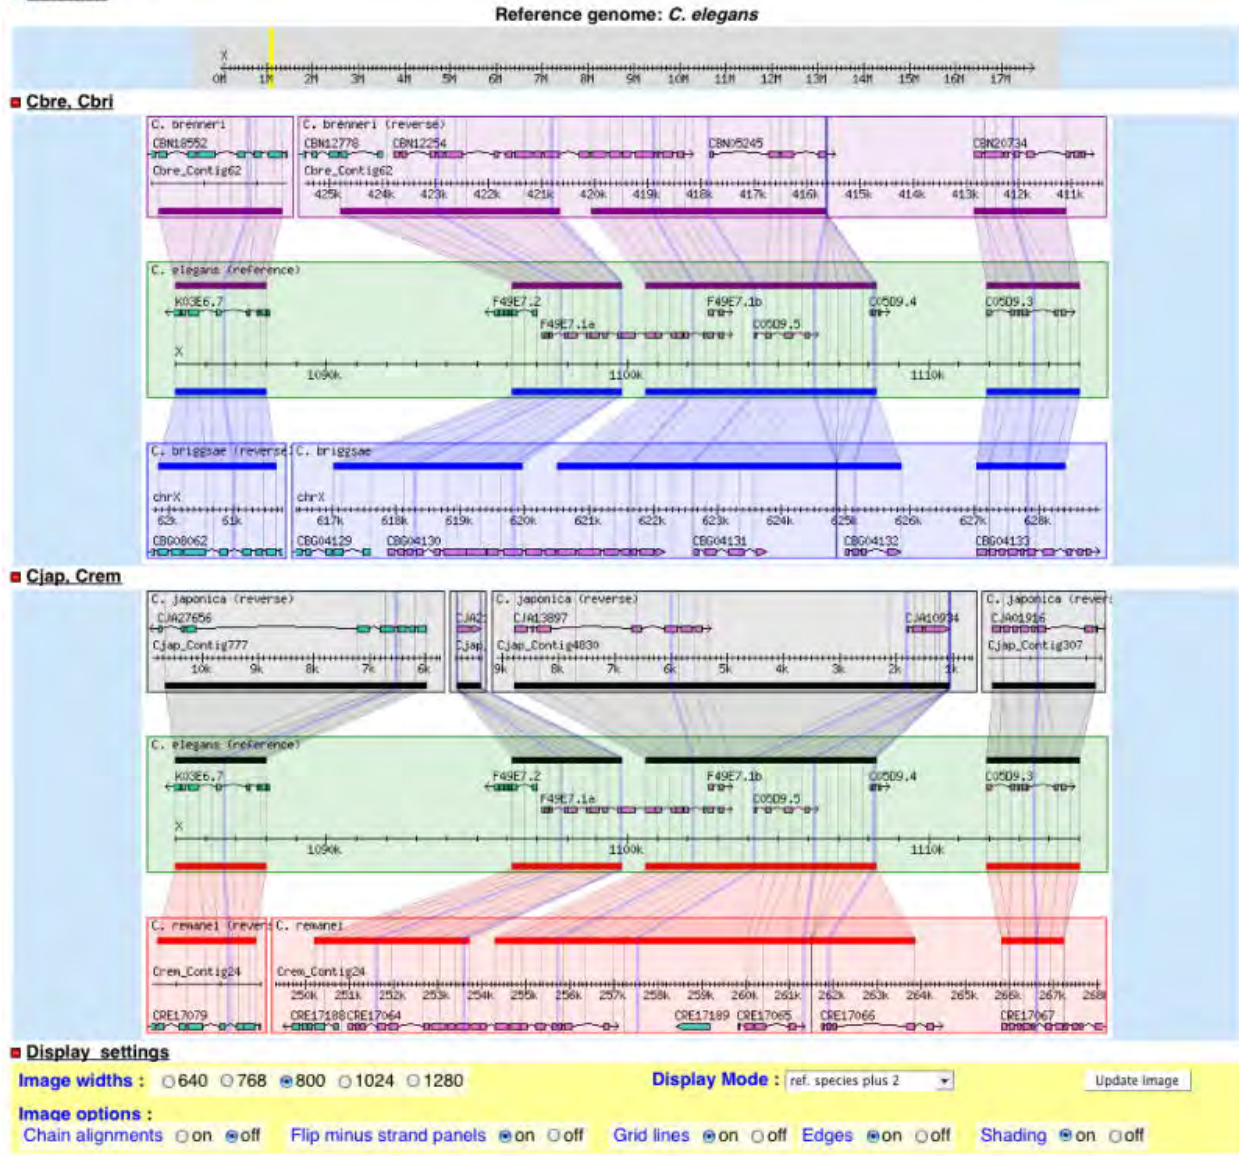 Reference genome: C. elegans
X
0M 1M 2M 3M 4M 5M 6M 7M 8M 9M 10M 11M 12M 13M 14M 15M 16M 17M
Cbre, Cbri
C. brenneri C. brenneri (reverse)
CBN18552 CBN12778 CBN12254 CBN05245 CBN20734
Cbre_Contig62 Cbre_Contig62
425k 424k 423k 422k 421k 420k 419k 418k 417k 416k 415k 414k 413k 412k 411k
C. elegans (reference)
K03E6.7 F49E7.2 F49E7.1b C05D9.4 C05D9.3
F49E7.1a C05D9.5
X
1090k 1100k 1110k
C. briggsae (reverse) C. briggsae
chrX chrX
62k 61k 617k 618k 619k 620k 621k 622k 623k 624k 625k 626k 627k 628k
CBG08062 CBG04129 CBG04130 CBG04131 CBG04132 CBG04133
Cjap, Crem
C. japonica (reverse) C. japonica (reverse) C. japonica (revers
CJA27656 CJA2 CJA13897 CJA10934 CJA01916
Cjap_Contig777 Cjap_ Cjap_Contig4830 Cjap_Contig307
10k 9k 8k 7k 6k 9k 8k 7k 6k 5k 4k 3k 2k 1k
C. elegans (reference)
K03E6.7 F49E7.2 F49E7.1b C05D9.4 C05D9.3
F49E7.1a C05D9.5
X
1090k 1100k 1110k
C. remanei (revers C. remanei
Crem_Contig24 Crem_Contig24
250k 251k 252k 253k 254k 255k 256k 257k 258k 259k 260k 261k 262k 263k 264k 265k 266k 267k 268k
CRE17079 CRE17188 CRE17064 CRE17189 CRE17065 CRE17066 CRE17067
Display settings
Image widths : 640 768 800 1024 1280 Display Mode : ref. species plus 2 Update Image
Image options :
Chain alignments on off Flip minus strand panels on off Grid lines on off Edges on off Shading on off